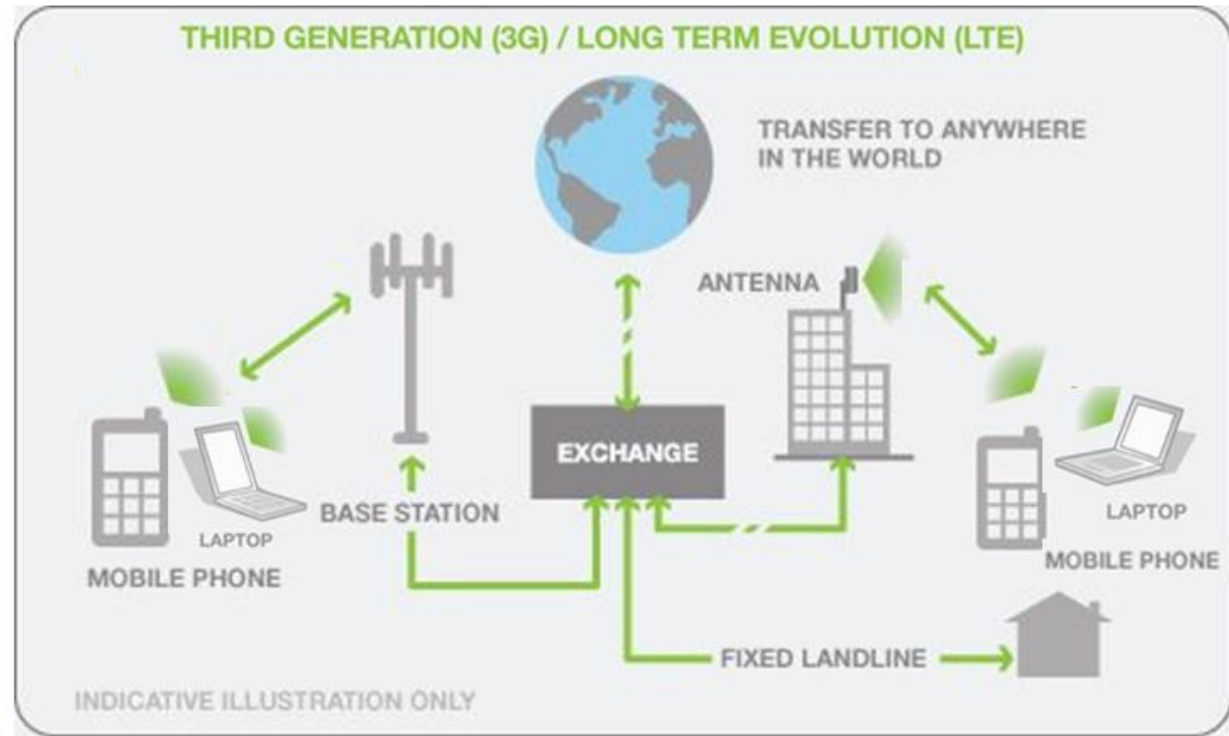 THIRD GENERATION (3G) / LONG TERM EVOLUTION (LTE)
TRANSFER TO ANYWHERE
IN THE WORLD
ANTENNA
EXCHANGE
BASE STATION
LAPTOP
MOBILE PHONE
LAPTOP
MOBILE PHONE
FIXED LANDLINE
INDICATIVE ILLUSTRATION ONLY